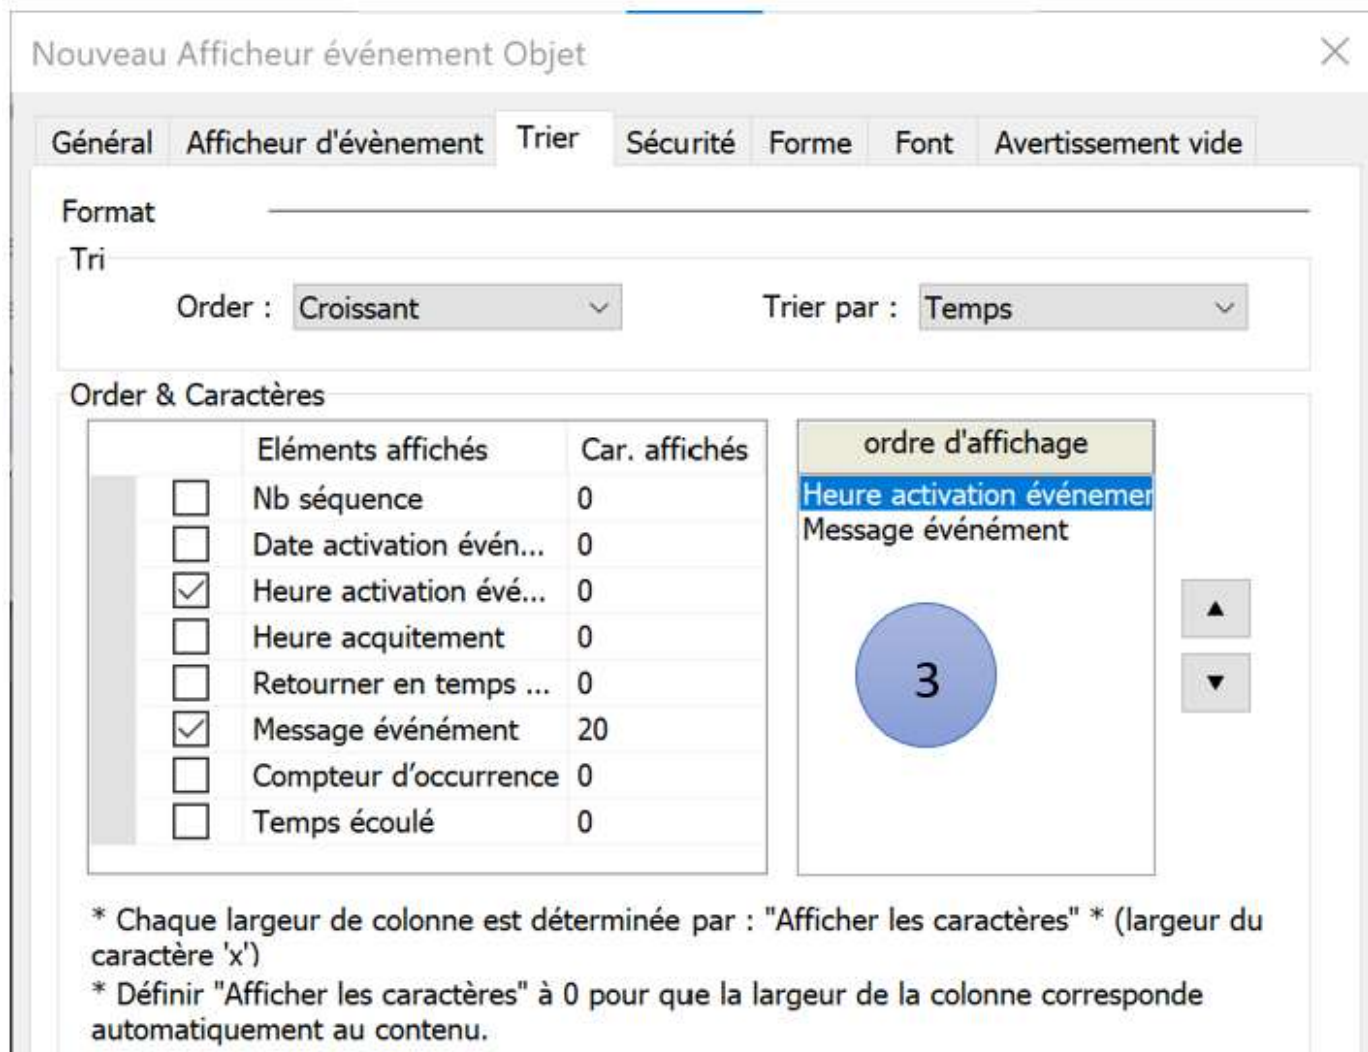 Nouveau Afficheur événement Objet
Général Afficheur d'évènement Trier Sécurité Forme Font Avertissement vide
Format
Tri
Order : Croissant Trier par : Temps
Order & Caractères
Eléments affichés Car. affichés ordre d'affichage
Nb séquence 0 Heure activation événemer
Date activation évén... 0 Message événément
Heure activation évé... 0
Heure acquitement 0
Retourner en temps ... 0
Message événément 20
Compteur d’occurrence 0
Temps écoulé 0
3
* Chaque largeur de colonne est déterminée par : "Afficher les caractères" * (largeur du
caractère 'x')
* Définir "Afficher les caractères" à 0 pour que la largeur de la colonne corresponde
automatiquement au contenu.